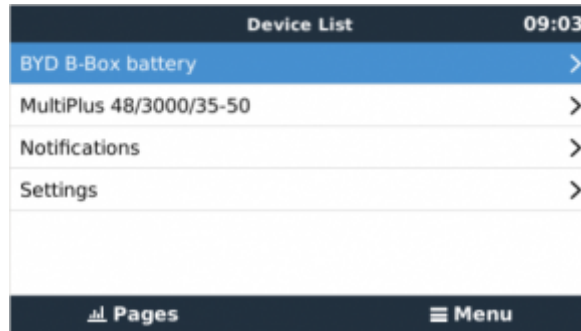 Device List 09:03
BYD B-Box battery
MultiPlus 48/3000/35-50
Notifications
Settings
Pages Menu